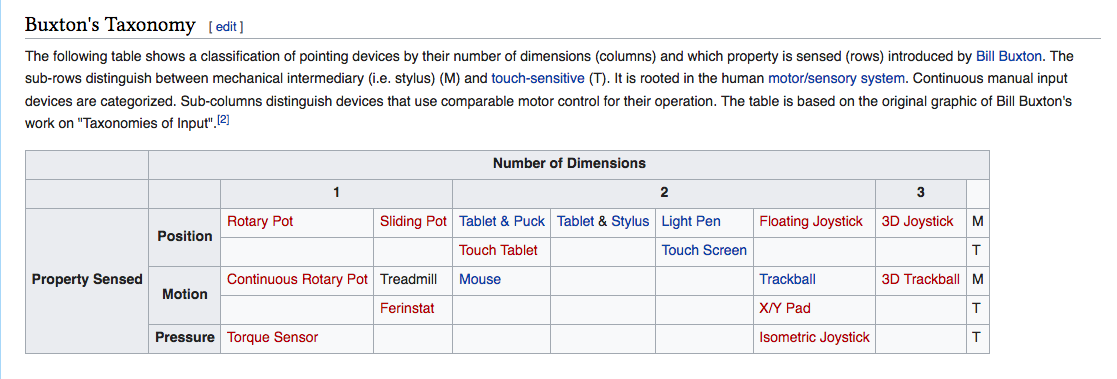 Buxton's Taxonomy [ edit ]
The following table shows a classification of pointing devices by their number of dimensions (columns) and which property is sensed (rows) introduced by Bill Buxton. The
sub-rows distinguish between mechanical intermediary (i.e. stylus) (M) and touch-sensitive (T). It is rooted in the human motor/sensory system. Continuous manual input
devices are categorized. Sub-columns distinguish devices that use comparable motor control for their operation. The table is based on the original graphic of Bill Buxton's
work on "Taxonomies of Input".[2]
Number of Dimensions
1 2 3
Rotary Pot Sliding Pot Tablet & Puck Tablet & Stylus Light Pen Floating Joystick 3D Joystick M
Position
Touch Tablet Touch Screen T
Property Sensed Continuous Rotary Pot Treadmill Mouse Trackball 3D Trackball M
Motion
Ferinstat X/Y Pad T
Pressure Torque Sensor Isometric Joystick T